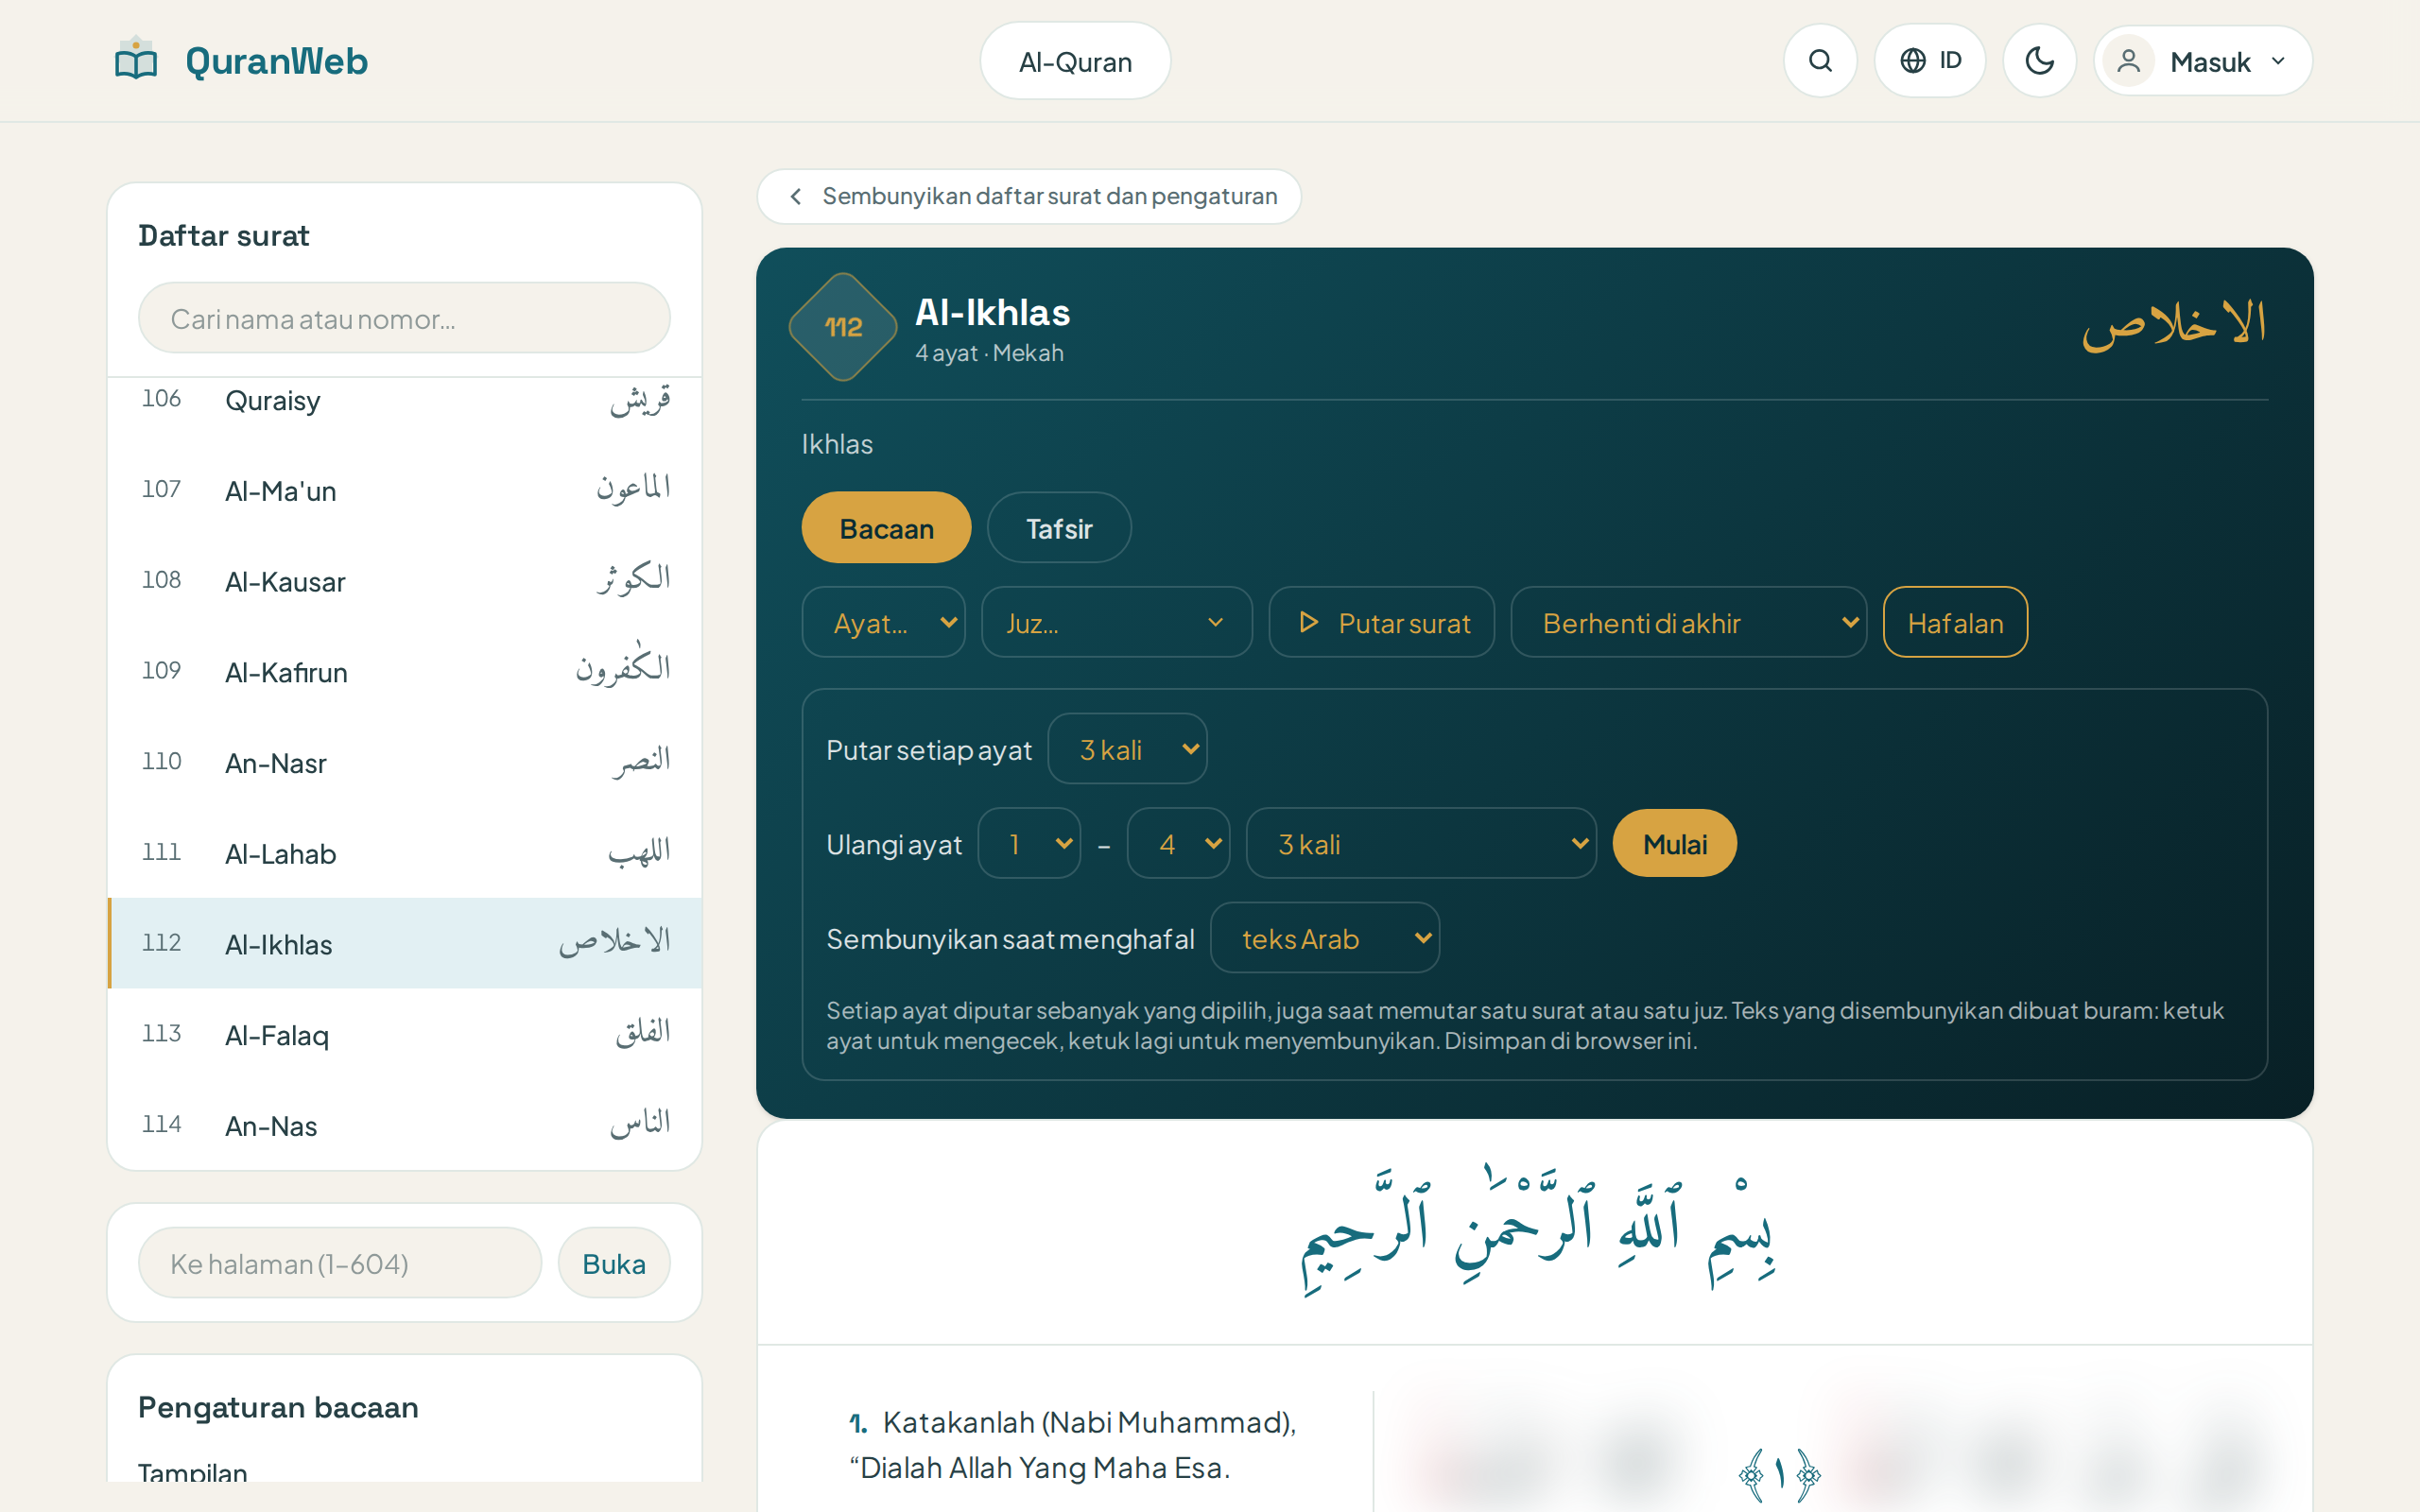 QuranWeb
Al-Quran
ID
Masuk
Daftar surat
Cari nama atau nomor...
106 Quraisy قريش
107 Al-Ma'un الماعون
108 Al-Kausar الكوثر
109 Al-Kafirun الكٰفرون
110 An-Nasr النصر
111 Al-Lahab اللهب
112 Al-Ikhlas الاخلاص
113 Al-Falaq الفلق
114 An-Nas الناس
Ke halaman (1–604)
Buka
Pengaturan bacaan
Tampilan
Sembunyikan daftar surat dan pengaturan
112
Al-Ikhlas
4 ayat · Mekah
الاخلاص
Ikhlas
Bacaan
Tafsir
Ayat...
Juz...
Putar surat
Berhenti di akhir
Hafalan
Putar setiap ayat 3 kali
Ulangi ayat 1 – 4 3 kali Mulai
Sembunyikan saat menghafal teks Arab
Setiap ayat diputar sebanyak yang dipilih, juga saat memutar satu surat atau satu juz. Teks yang disembunyikan dibuat buram: ketuk
ayat untuk mengecek, ketuk lagi untuk menyembunyikan. Disimpan di browser ini.
بِسْمِ ٱللَّهِ ٱلرَّحْمَٰنِ ٱلرَّحِيمِ
1. Katakanlah (Nabi Muhammad),
“Dialah Allah Yang Maha Esa.
﴿١﴾